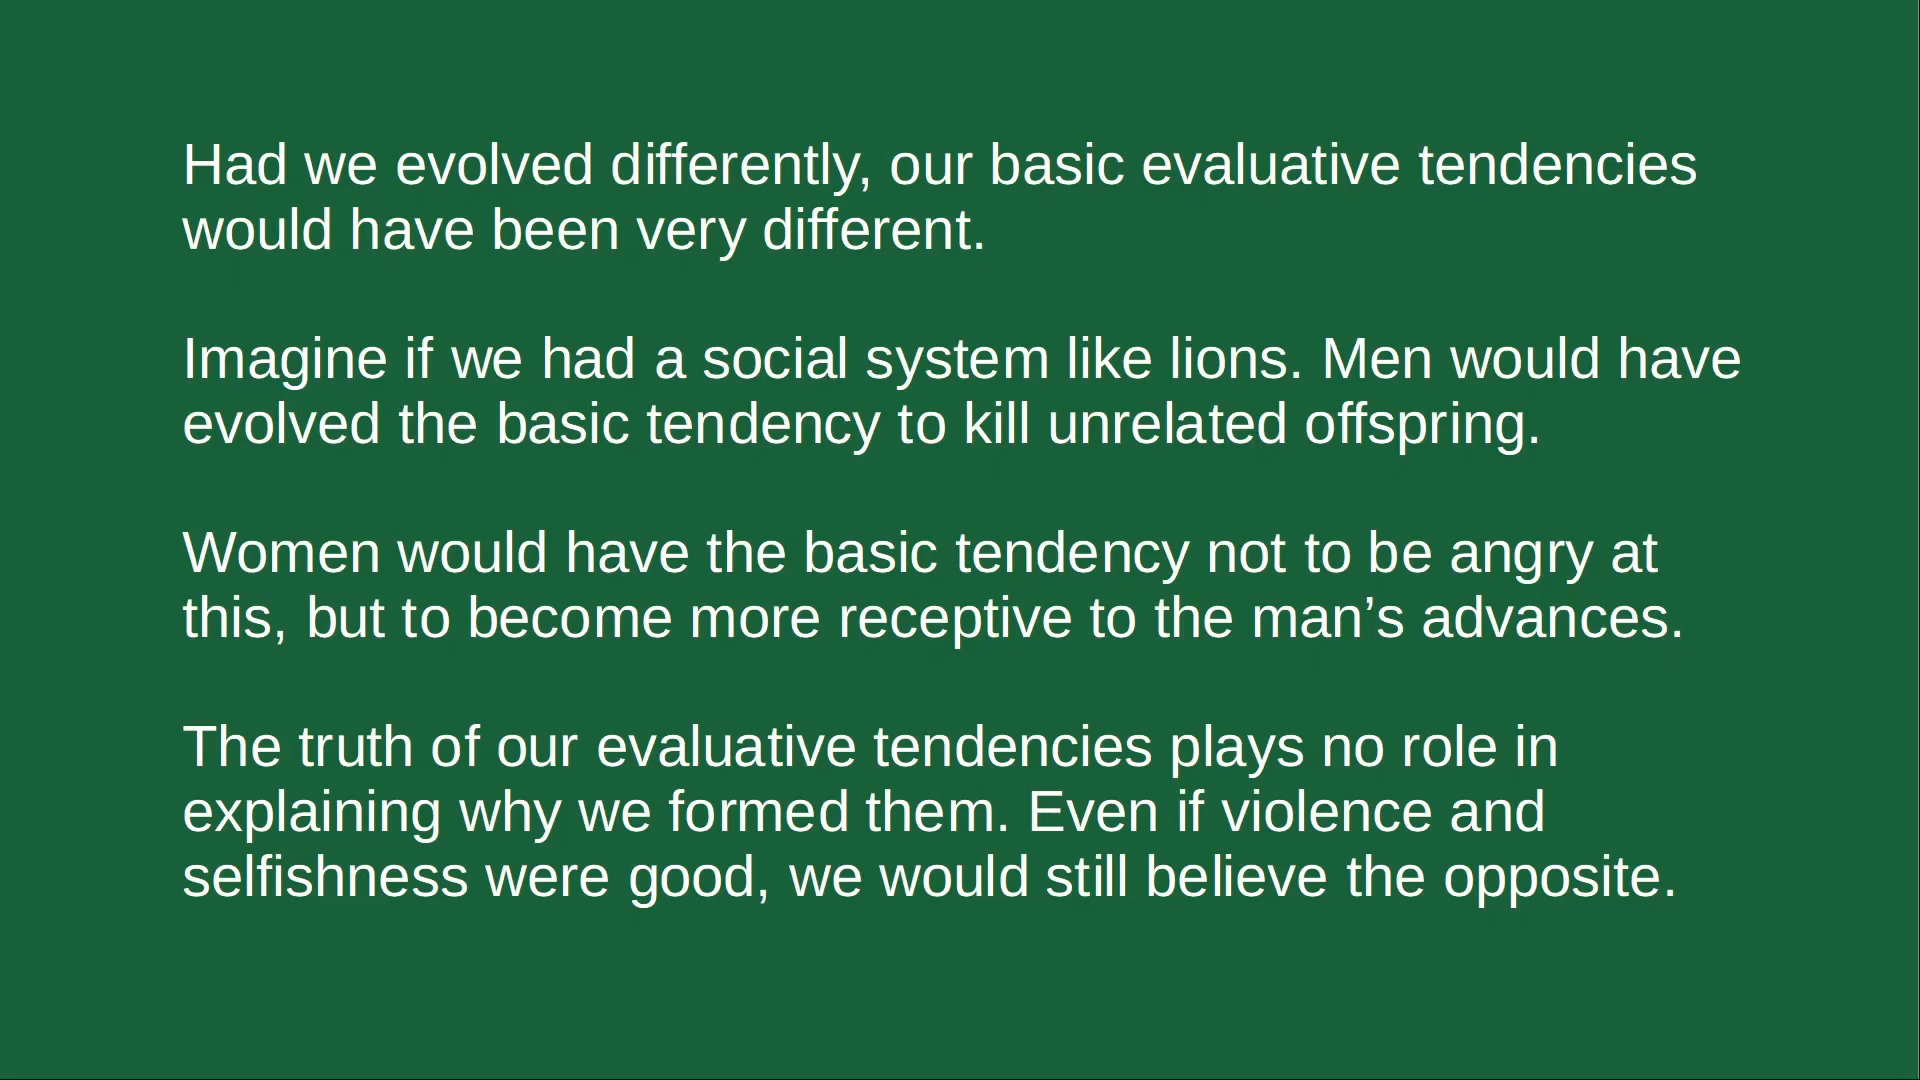 Had we evolved differently, our basic evaluative tendencies
would have been very different.
Imagine if we had a social system like lions. Men would have
evolved the basic tendency to kill unrelated offspring.
Women would have the basic tendency not to be angry at
this, but to become more receptive to the man’s advances.
The truth of our evaluative tendencies plays no role in
explaining why we formed them. Even if violence and
selfishness were good, we would still believe the opposite.